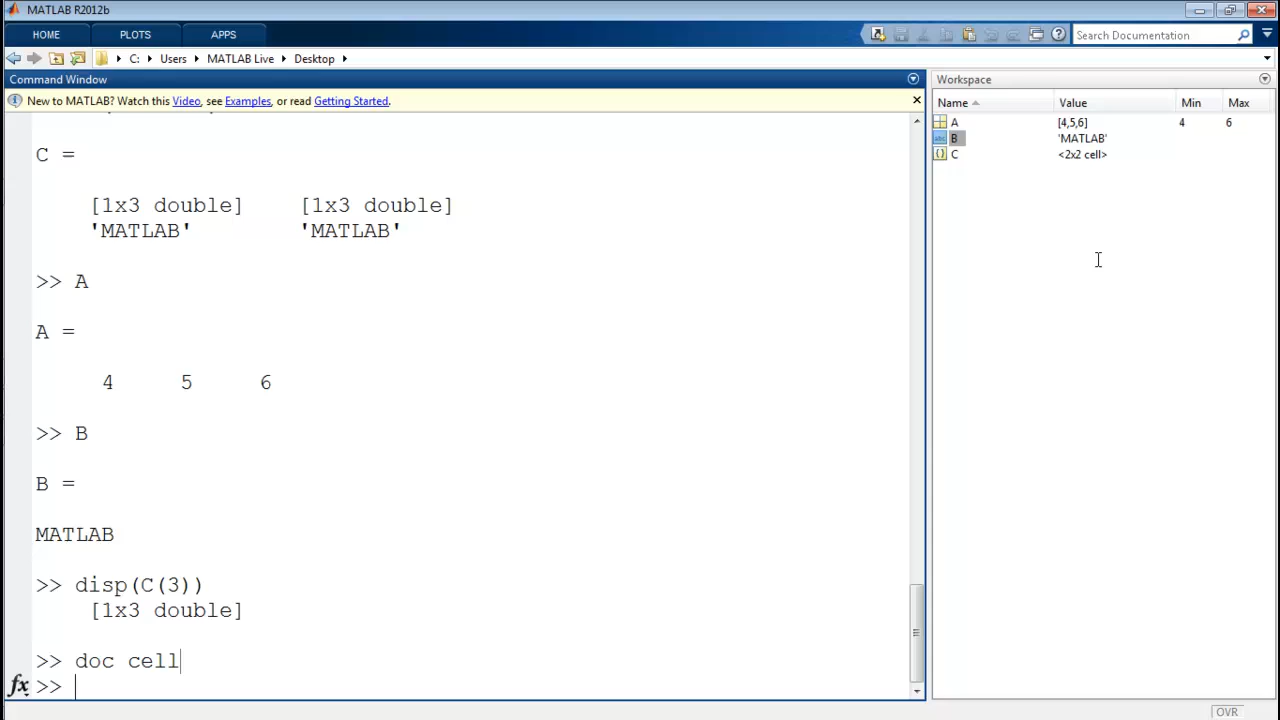 MATLAB R2012b
HOME PLOTS APPS
Search Documentation
C: Users MATLAB Live Desktop
Command Window
New to MATLAB? Watch this Video, see Examples, or read Getting Started.
C =
[1x3 double] [1x3 double]
'MATLAB' 'MATLAB'
>> A
A =
4 5 6
>> B
B =
MATLAB
>> disp(C(3))
[1x3 double]
>> doc cell
fx >>
Workspace
Name Value Min Max
A [4,5,6] 4 6
abc B 'MATLAB'
{} C <2x2 cell>
OVR